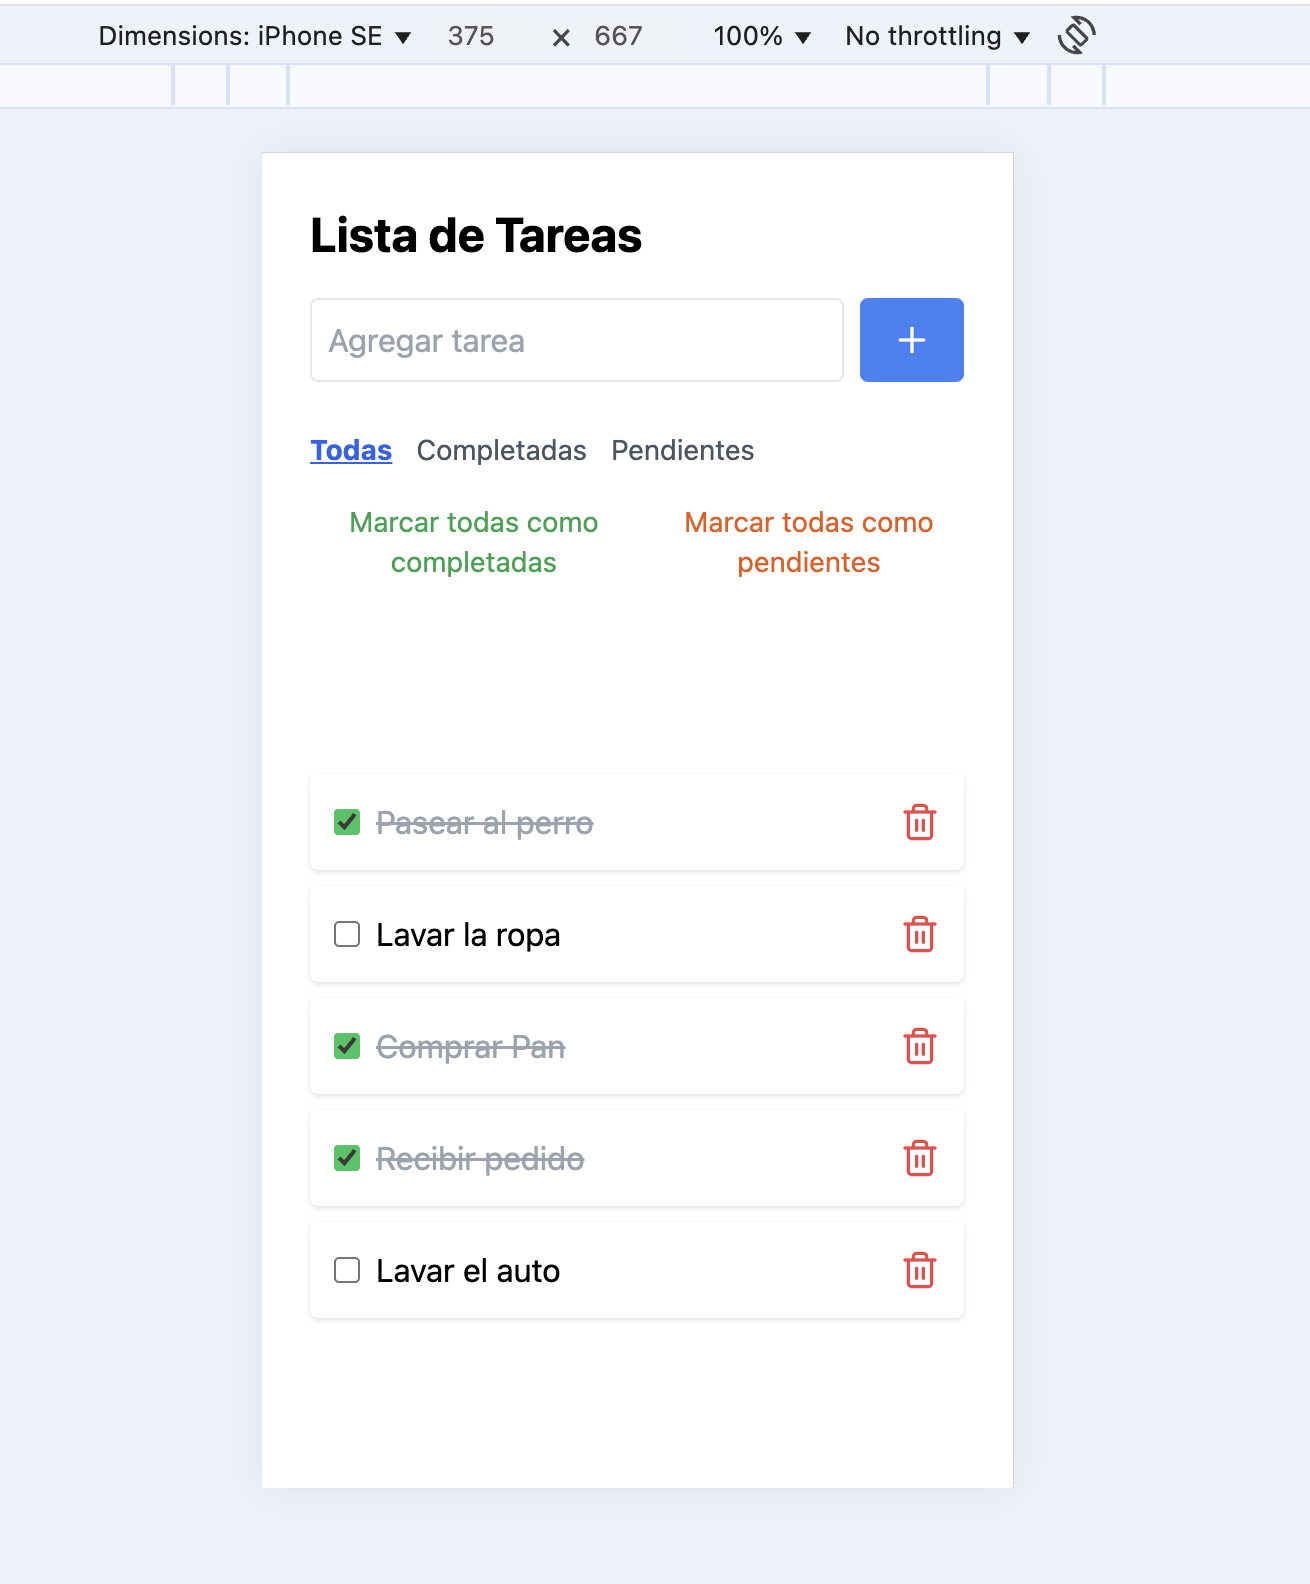 Dimensions: iPhone SE ▼ 375 × 667 100% ▼ No throttling ▼
Lista de Tareas
Agregar tarea
+
Todas Completadas Pendientes
Marcar todas como
completadas
Marcar todas como
pendientes
Pasear al perro
Lavar la ropa
Comprar Pan
Recibir pedido
Lavar el auto